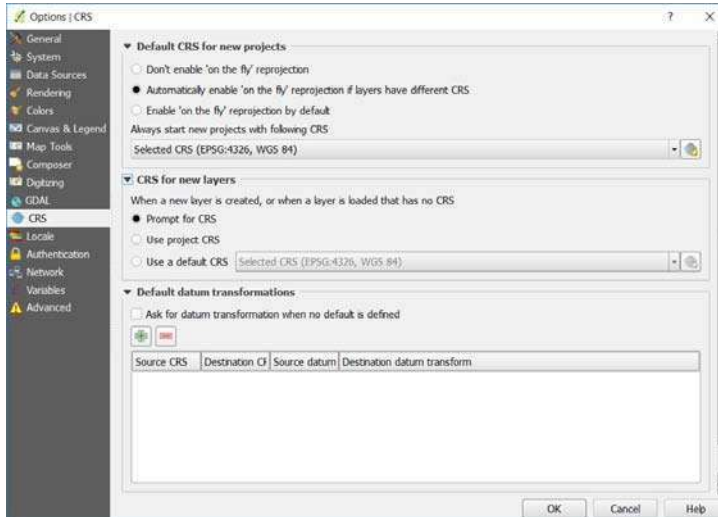 Options | CRS
?
X
General
System
Data Sources
Rendering
Colors
Canvas & Legend
Map Tools
Composer
Digitizing
GDAL
CRS
Locale
Authentication
Network
Variables
Advanced
Default CRS for new projects
Don't enable 'on the fly' reprojection
Automatically enable 'on the fly' reprojection if layers have different CRS
Enable 'on the fly' reprojection by default
Always start new projects with following CRS
Selected CRS (EPSG:4326, WGS 84)
CRS for new layers
When a new layer is created, or when a layer is loaded that has no CRS
Prompt for CRS
Use project CRS
Use a default CRS Selected CRS (EPSG:4326, WGS 84)
Default datum transformations
Ask for datum transformation when no default is defined
Source CRS Destination CF Source datum Destination datum transform
OK Cancel Help